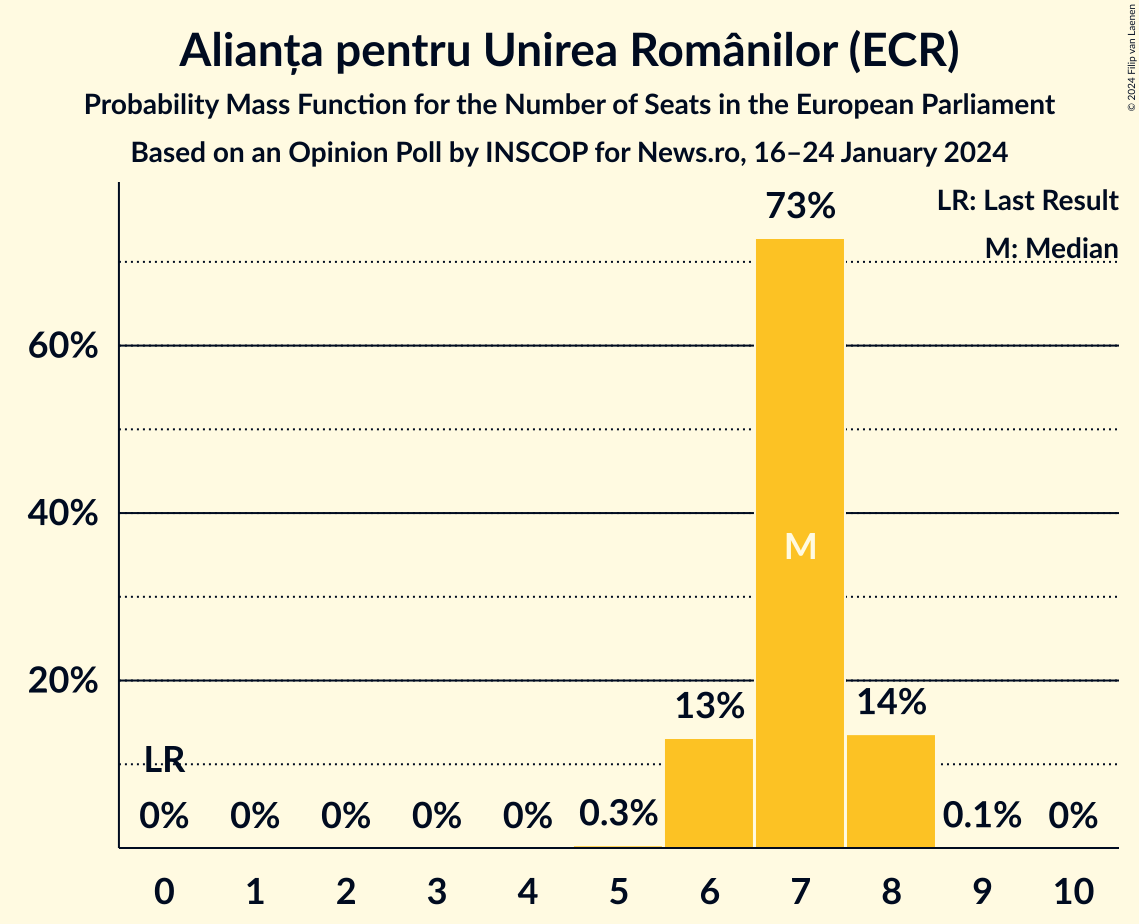 Alianța pentru Unirea Românilor (ECR)
Probability Mass Function for the Number of Seats in the European Parliament
Based on an Opinion Poll by INSCOP for News.ro, 16–24 January 2024
© 2024 Filip van Laenen
LR: Last Result
M: Median
73%
60%
40%
M
20%
13%
14%
LR
0% 0% 0% 0% 0% 0.3% 0.1% 0%
0 1 2 3 4 5 6 7 8 9 10